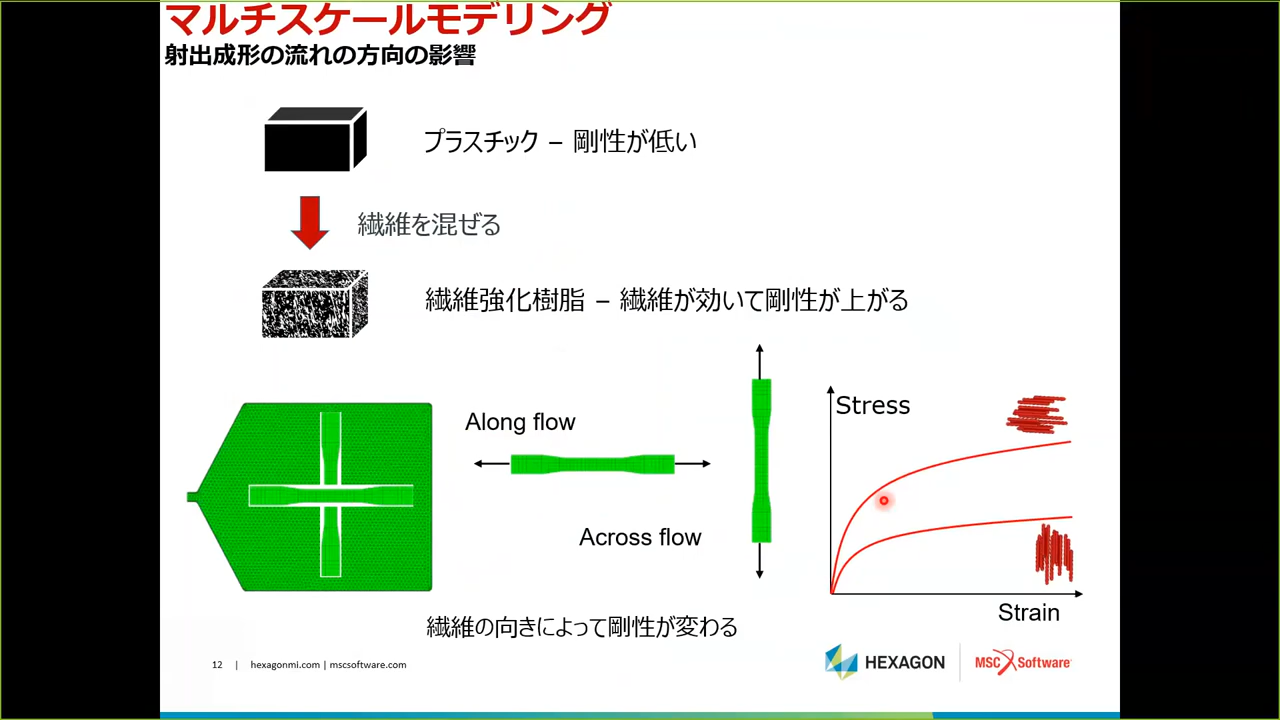 マルチスケールモデリング
射出成形の流れの方向の影響
プラスチック – 剛性が低い
繊維を混ぜる
繊維強化樹脂 – 繊維が効いて剛性が上がる
Along flow
Across flow
Stress
Strain
繊維の向きによって剛性が変わる
12 | hexagonmi.com | mscsoftware.com
HEXAGON
MSC Software